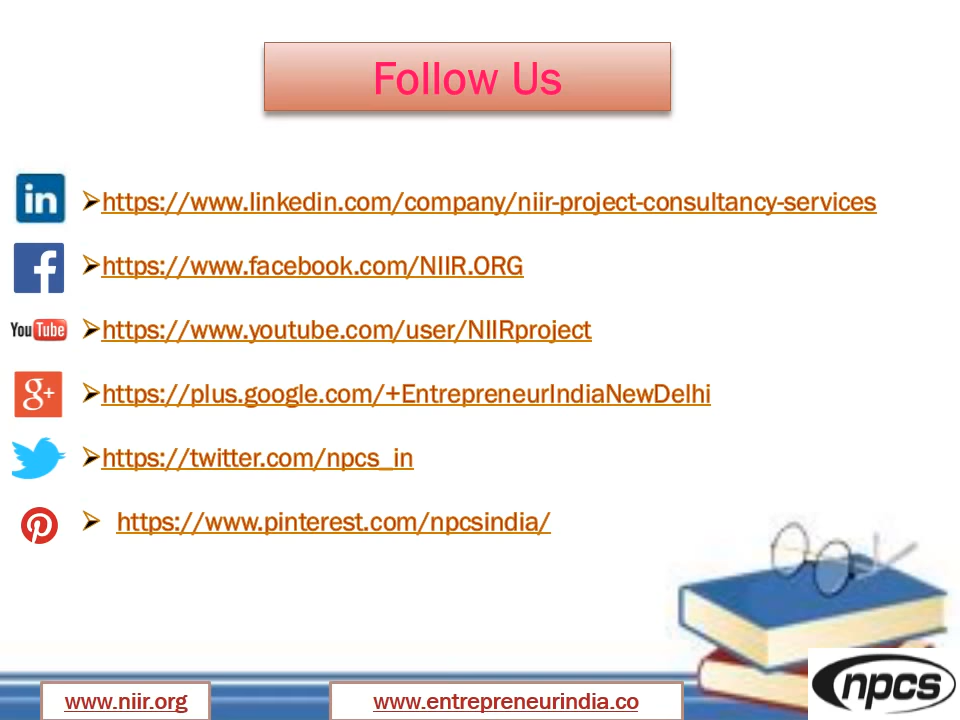 Follow Us
in
➢https://www.linkedin.com/company/niir-project-consultancy-services
f
➢https://www.facebook.com/NIIR.ORG
YouTube
➢https://www.youtube.com/user/NIIRproject
g+
➢https://plus.google.com/+EntrepreneurIndiaNewDelhi
➢https://twitter.com/npcs_in
➢ https://www.pinterest.com/npcsindia/
www.niir.org
www.entrepreneurindia.co
npcs